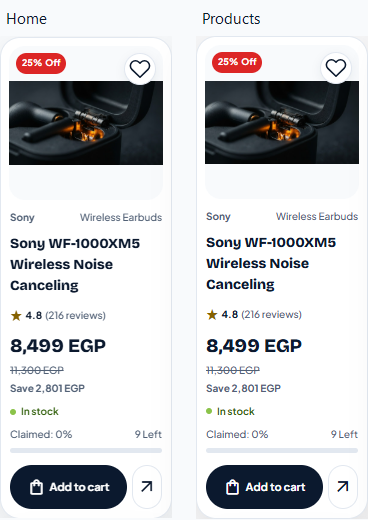 Home
25% Off
Sony Wireless Earbuds
Sony WF-1000XM5
Wireless Noise
Canceling
4.8 (216 reviews)
8,499 EGP
11,300 EGP
Save 2,801 EGP
In stock
Claimed: 0% 9 Left
Add to cart
Products
25% Off
Sony Wireless Earbuds
Sony WF-1000XM5
Wireless Noise
Canceling
4.8 (216 reviews)
8,499 EGP
11,300 EGP
Save 2,801 EGP
In stock
Claimed: 0% 9 Left
Add to cart